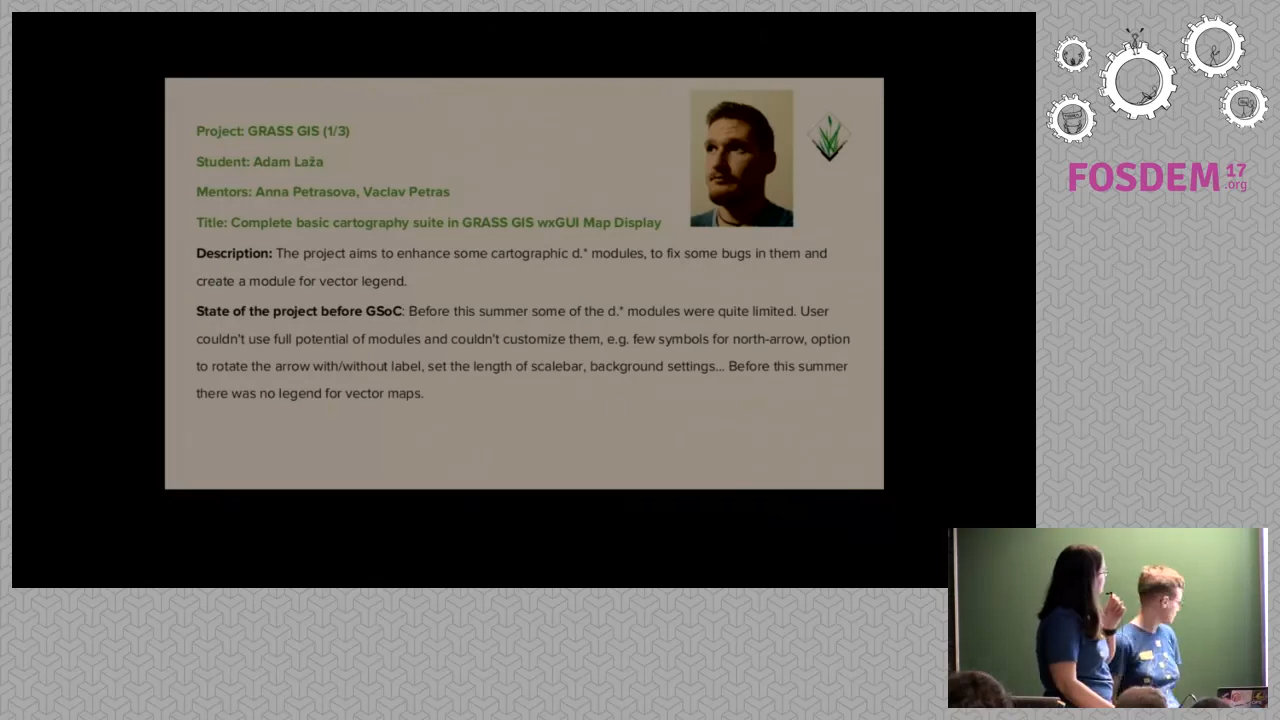 Project: GRASS GIS (1/3)
Student: Adam Laža
Mentors: Anna Petrasova, Vaclav Petras
Title: Complete basic cartography suite in GRASS GIS wxGUI Map Display
Description: The project aims to enhance some cartographic d.* modules, to fix some bugs in them and
create a module for vector legend.
State of the project before GSoC: Before this summer some of the d.* modules were quite limited. User
couldn't use full potential of modules and couldn't customize them, e.g. few symbols for north-arrow, option
to rotate the arrow with/without label, set the length of scalebar, background settings... Before this summer
there was no legend for vector maps.
FOSDEM 17
.org